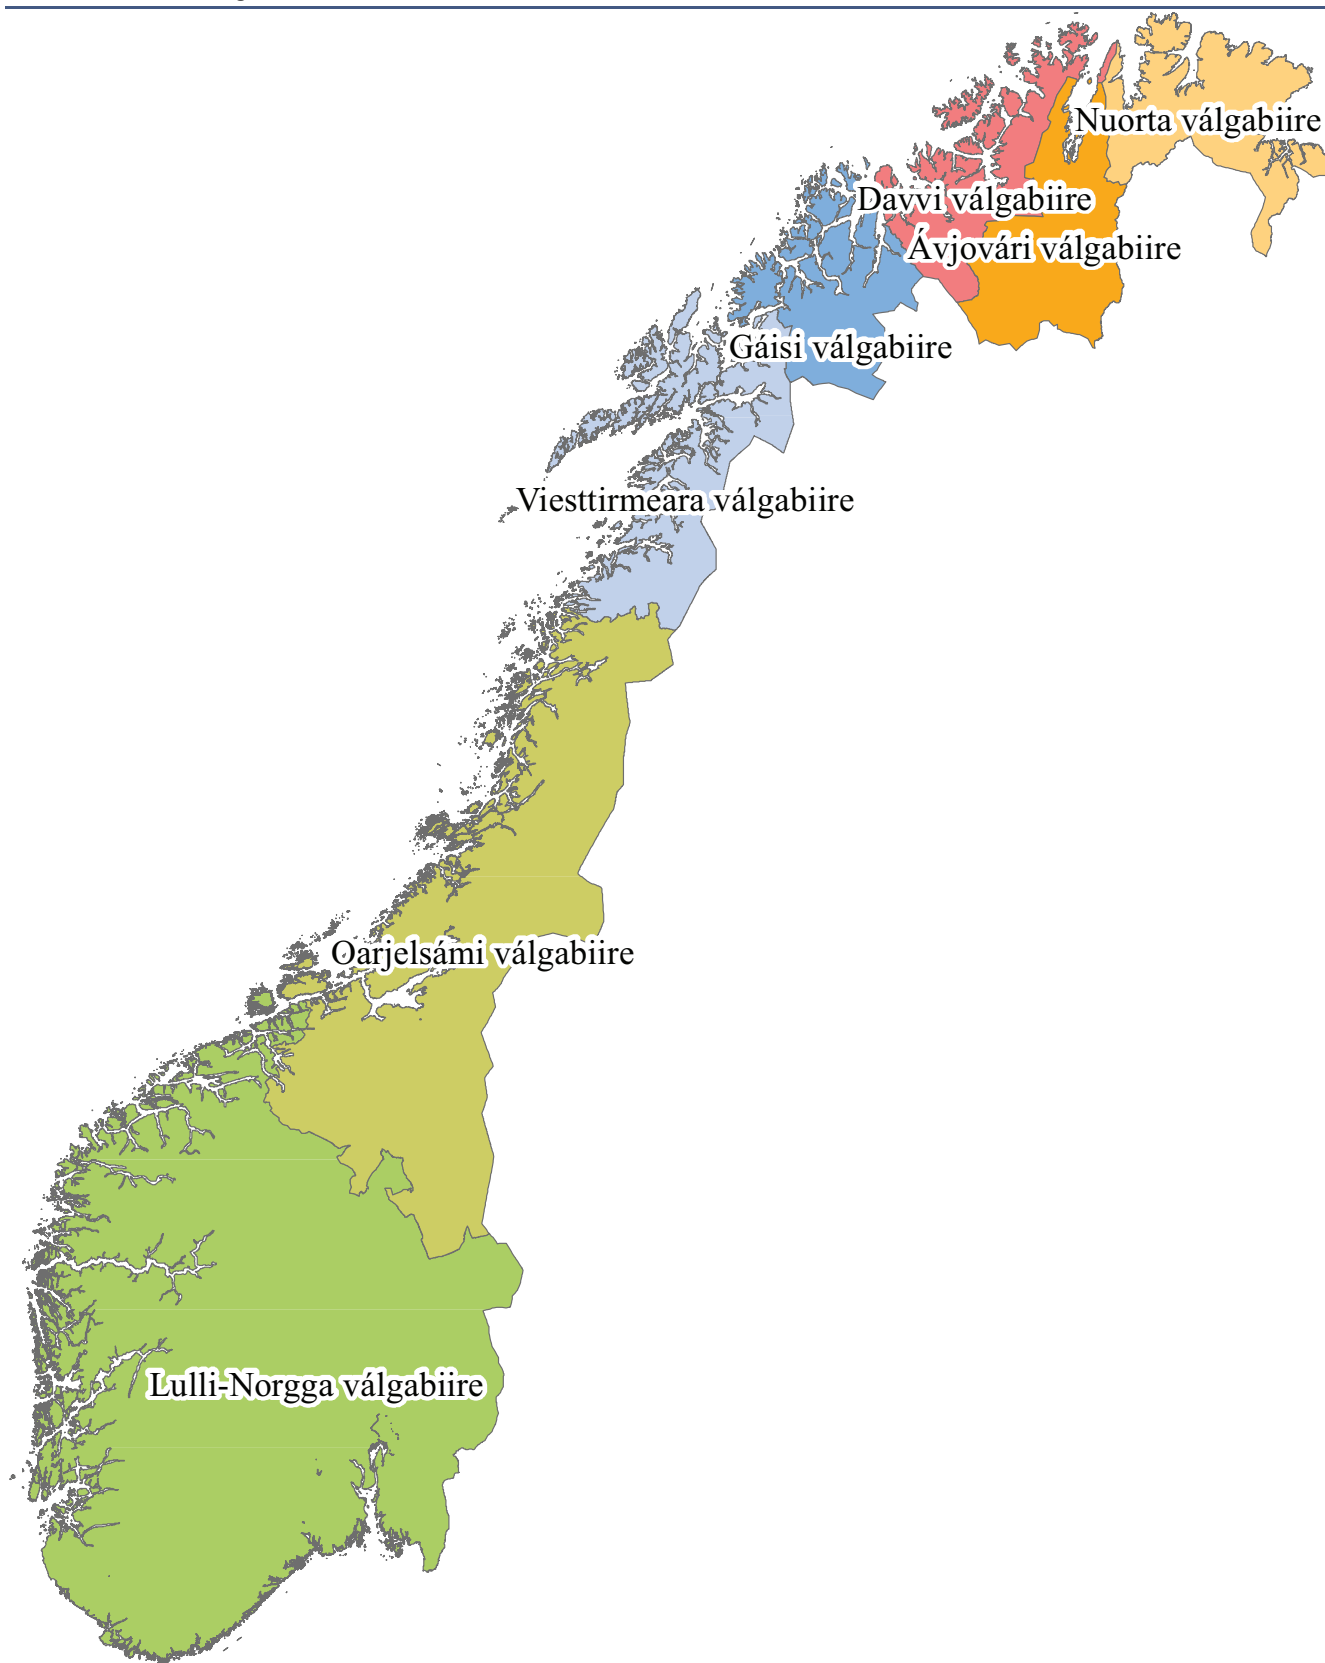 Nuorta válgabiire
Davvi válgabiire
Ávjovári válgabiire
Gáisi válgabiire
Viesttirmeara válgabiire
Oarjelsámi válgabiire
Lulli-Norgga válgabiire